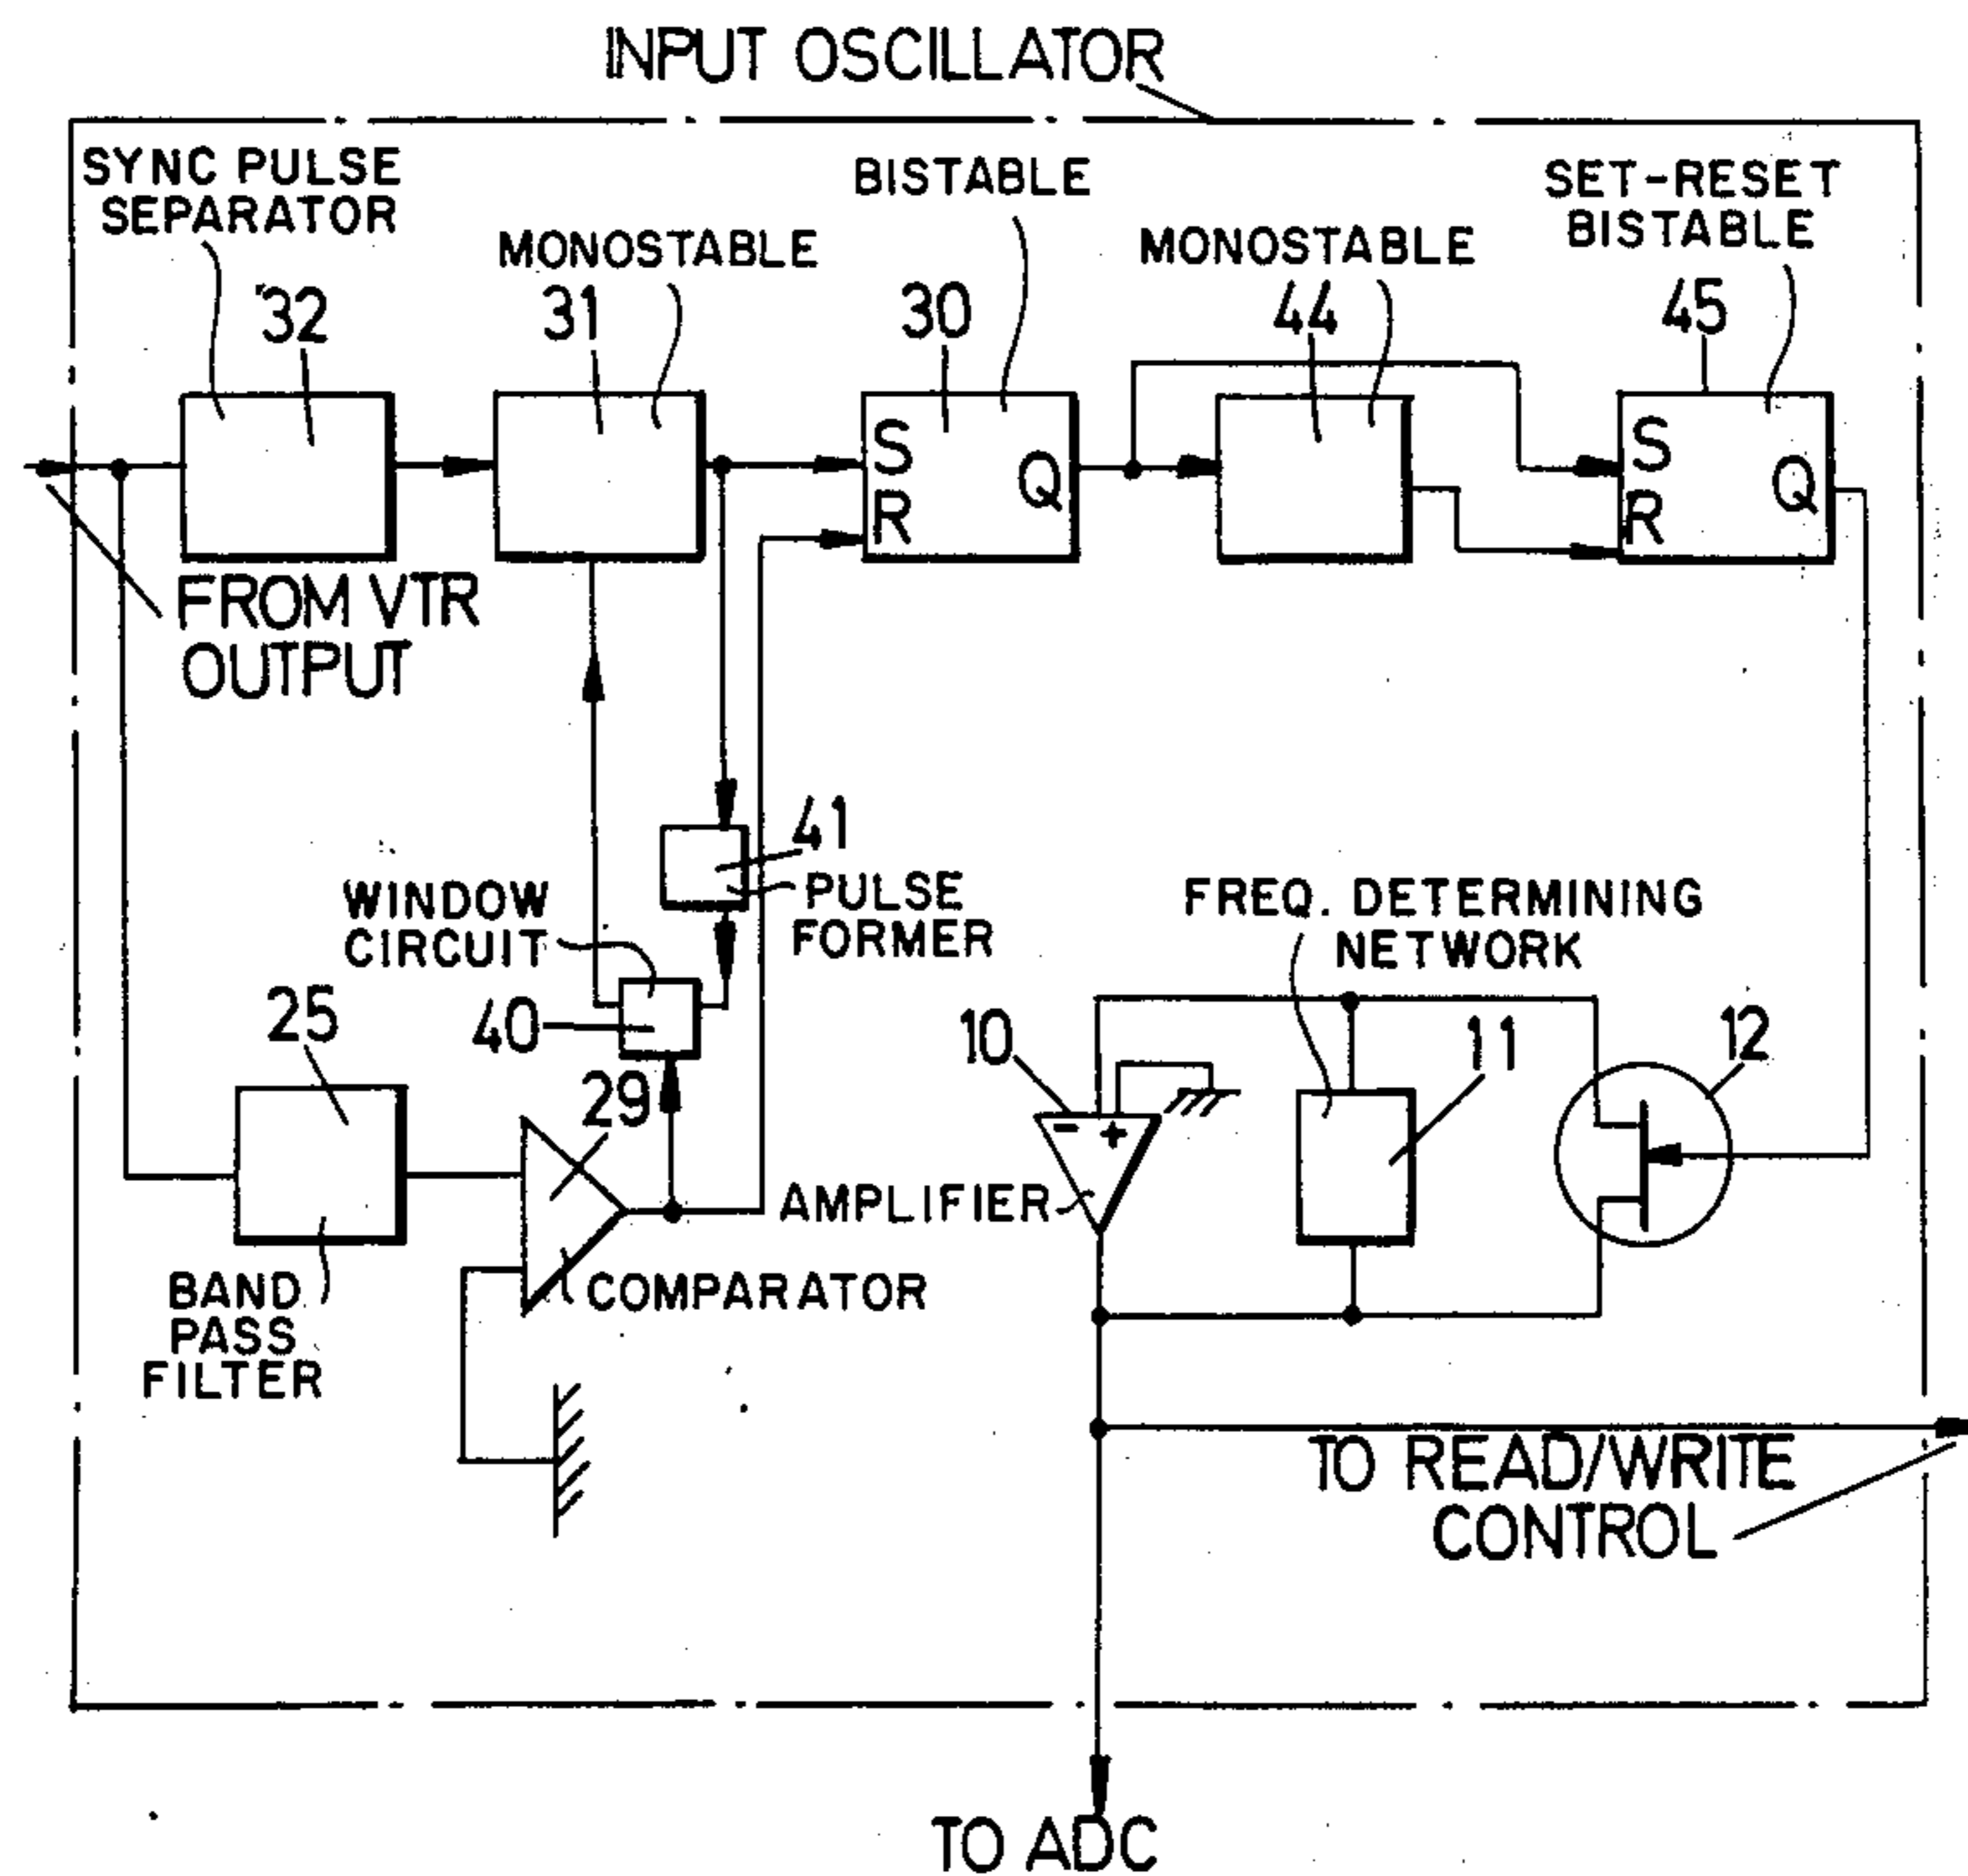 INPUT OSCILLATOR
SYNC PULSE
SEPARATOR
MONOSTABLE
BISTABLE
MONOSTABLE
SET-RESET
BISTABLE
32
31
30
44
45
S
R
Q
S
R
Q
FROM VTR
OUTPUT
41
PULSE
FORMER
WINDOW
CIRCUIT
40
FREQ. DETERMINING
NETWORK
25
29
10
11
12
- +
AMPLIFIER
COMPARATOR
BAND
PASS
FILTER
TO READ/WRITE
CONTROL
TO ADC